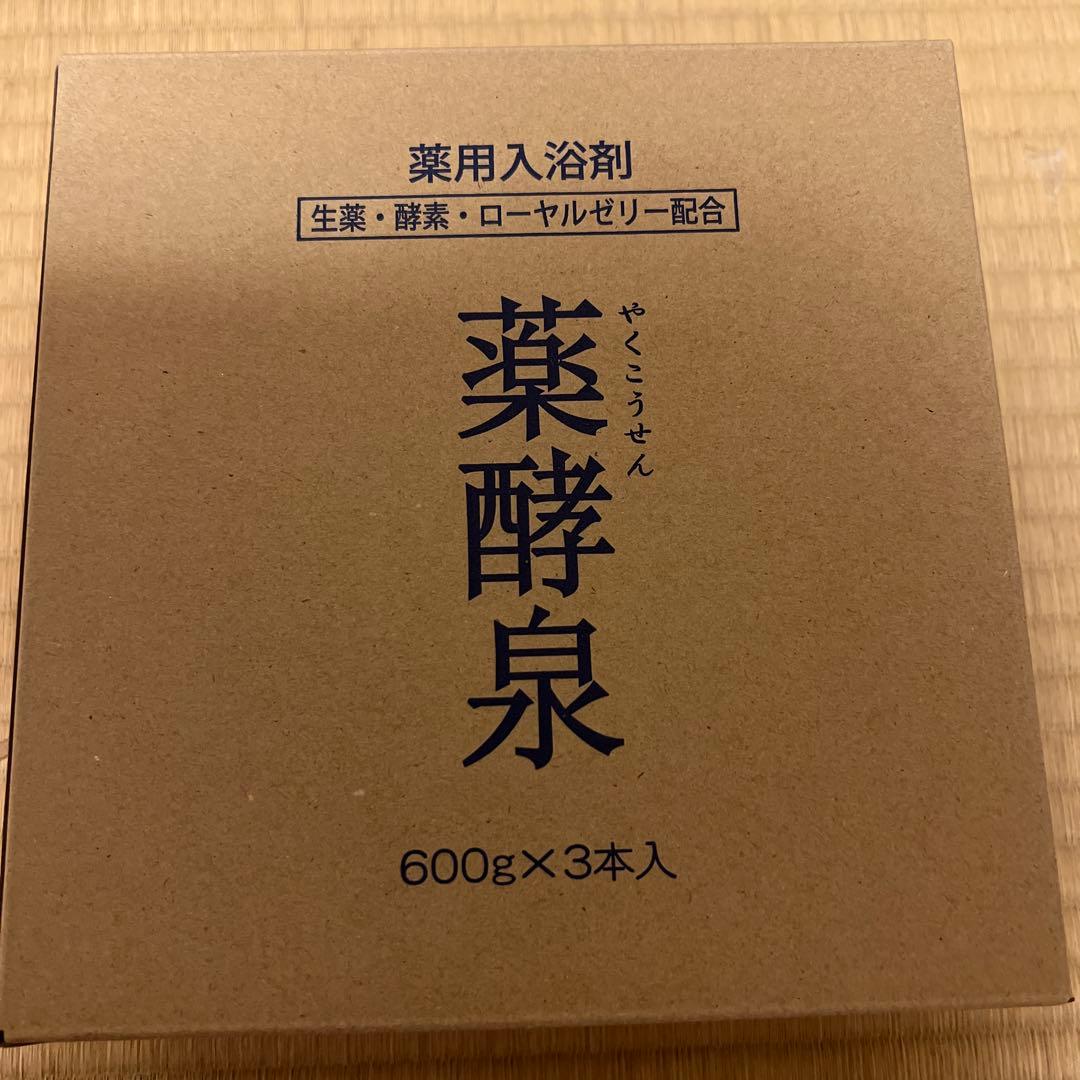 薬用入浴剤
生薬・酵素・ローヤルゼリー配合
薬酵泉
やくこうせん
600g×3本入